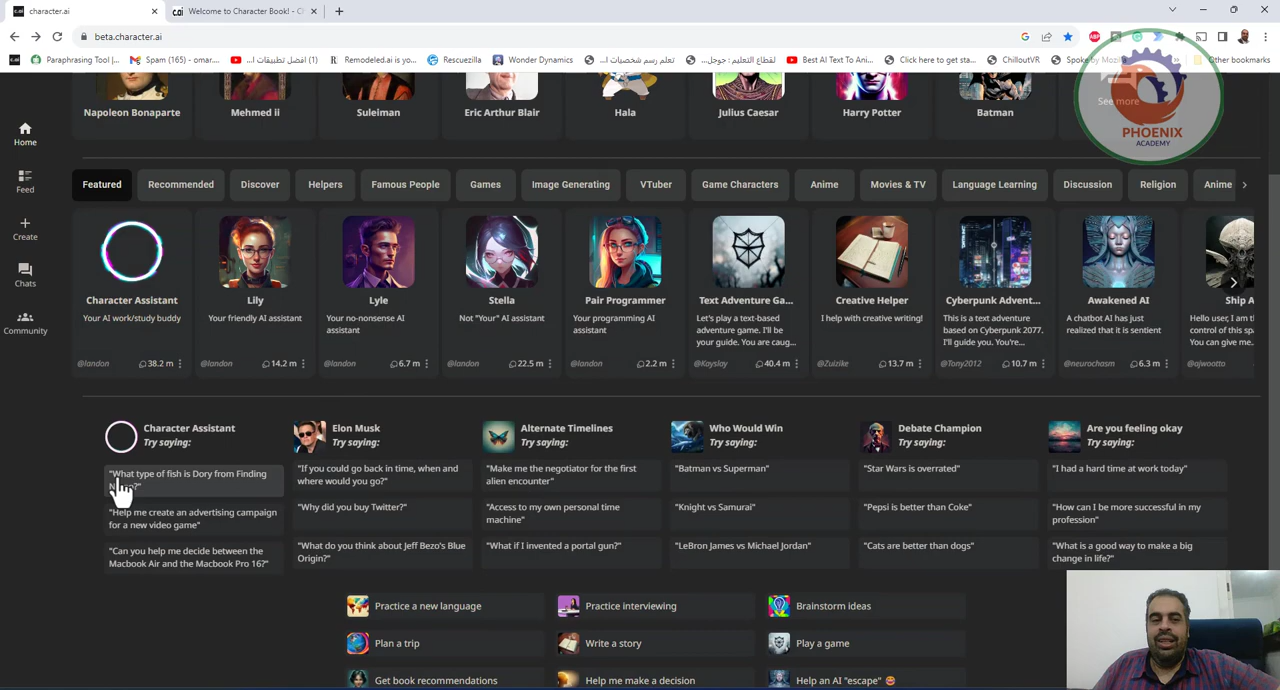 character.ai
Welcome to Character Book! - Ch
beta.character.ai
Paraphrasing Tool |...
Spam (165) - omar....
(1) افضل تطبيقات ا...
Remodeled.ai is yo...
Rescuezilla
Wonder Dynamics
تعلم رسم شخصيات ا...
لقطاع التعليم : جوجل...
Best AI Text To Ani...
Click here to get sta...
ChilloutVR
Spoke by Mozilla
Other bookmarks
See more
PHOENIX
ACADEMY
Napoleon Bonaparte
Mehmed ii
Suleiman
Eric Arthur Blair
Hala
Julius Caesar
Harry Potter
Batman
Home
Feed
Create
Chats
Community
Featured
Recommended
Discover
Helpers
Famous People
Games
Image Generating
VTuber
Game Characters
Anime
Movies & TV
Language Learning
Discussion
Religion
Anime
Character Assistant
Your AI work/study buddy
@landon
38.2 m
Lily
Your friendly AI assistant
@landon
14.2 m
Lyle
Your no-nonsense AI
assistant
@landon
6.7 m
Stella
Not "Your" AI assistant
@landon
22.5 m
Pair Programmer
Your programming AI
assistant
@landon
2.2 m
Text Adventure Ga...
Let's play a text-based
adventure game. I'll be
your guide. You are caug...
@Kayslay
40.4 m
Creative Helper
I help with creative writing!
@Zuizike
13.7 m
Cyberpunk Advent...
This is a text adventure
based on Cyberpunk 2077.
I'll guide you. You're...
@Tony2012
10.7 m
Awakened AI
A chatbot AI has just
realized that it is sentient
@neurochasm
6.3 m
Ship A
Hello user, I am
control of this sp
You can give me.
@ajwootto
Character Assistant
Try saying:
"What type of fish is Dory from Finding
"Help me create an advertising campaign
for a new video game"
"Can you help me decide between the
Macbook Air and the Macbook Pro 16?"
Elon Musk
Try saying:
"If you could go back in time, when and
where would you go?"
"Why did you buy Twitter?"
"What do you think about Jeff Bezo's Blue
Origin?"
Alternate Timelines
Try saying:
"Make me the negotiator for the first
alien encounter"
"Access to my own personal time
machine"
"What if I invented a portal gun?"
Who Would Win
Try saying:
"Batman vs Superman"
"Knight vs Samurai"
"LeBron James vs Michael Jordan"
Debate Champion
Try saying:
"Star Wars is overrated"
"Pepsi is better than Coke"
"Cats are better than dogs"
Are you feeling okay
Try saying:
"I had a hard time at work today"
"How can I be more successful in my
profession"
"What is a good way to make a big
change in life?"
Practice a new language
Practice interviewing
Brainstorm ideas
Plan a trip
Write a story
Play a game
Get book recommendations
Help me make a decision
Help an AI "escape"